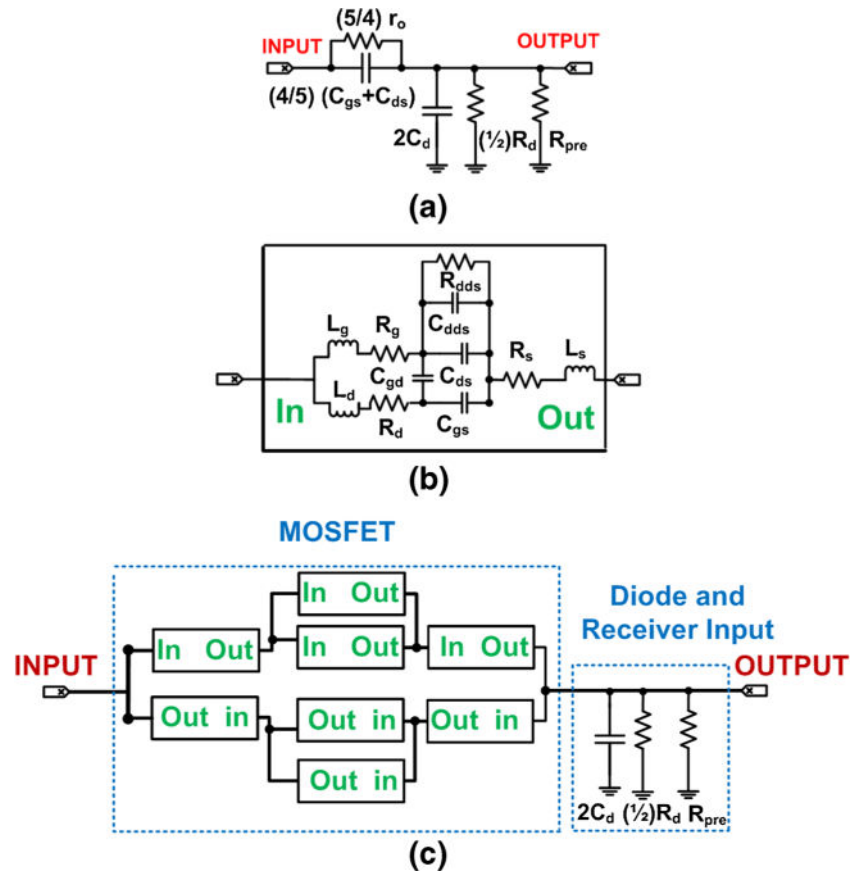 (5/4) rₒ
INPUT
OUTPUT
(4/5) (C_gs+C_ds)
2C_d
(½)R_d
R_pre
(a)
R_dds
C_dds
L_g
R_g
R_s
L_s
C_gd
C_ds
L_d
In
Out
R_d
C_gs
(b)
MOSFET
Diode and
Receiver Input
In Out
In Out
In Out
In Out
INPUT
OUTPUT
Out in
Out in
Out in
Out in
2C_d (½)R_d R_pre
(c)